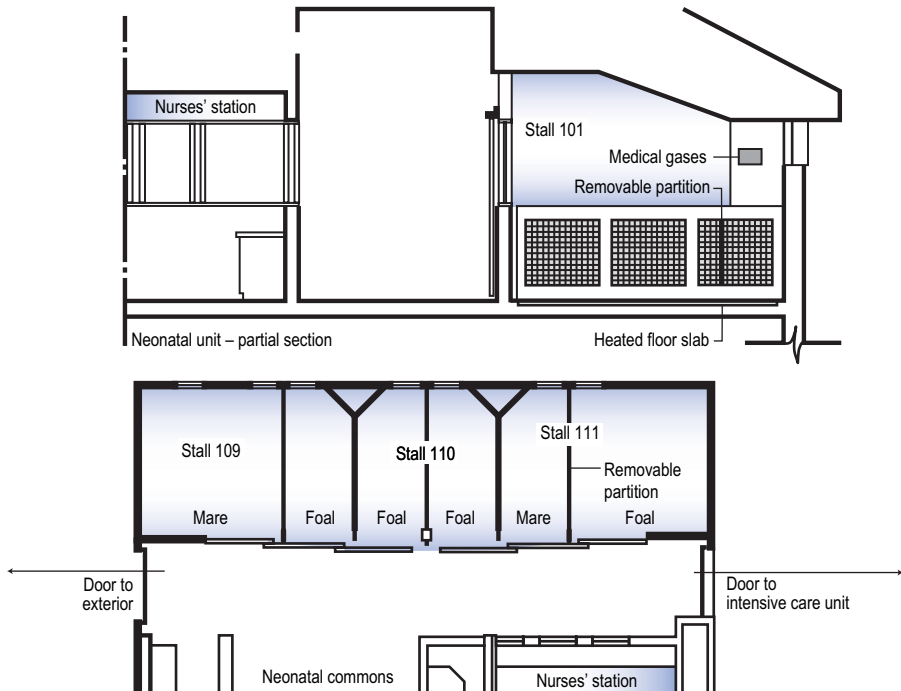 Nurses’ station
Stall 101
Medical gases
Removable partition
Neonatal unit – partial section
Heated floor slab
Stall 109
Stall 110
Stall 111
Removable
partition
Mare
Foal
Foal
Foal
Mare
Foal
Door to
exterior
Door to
intensive care unit
Neonatal commons
Nurses’ station